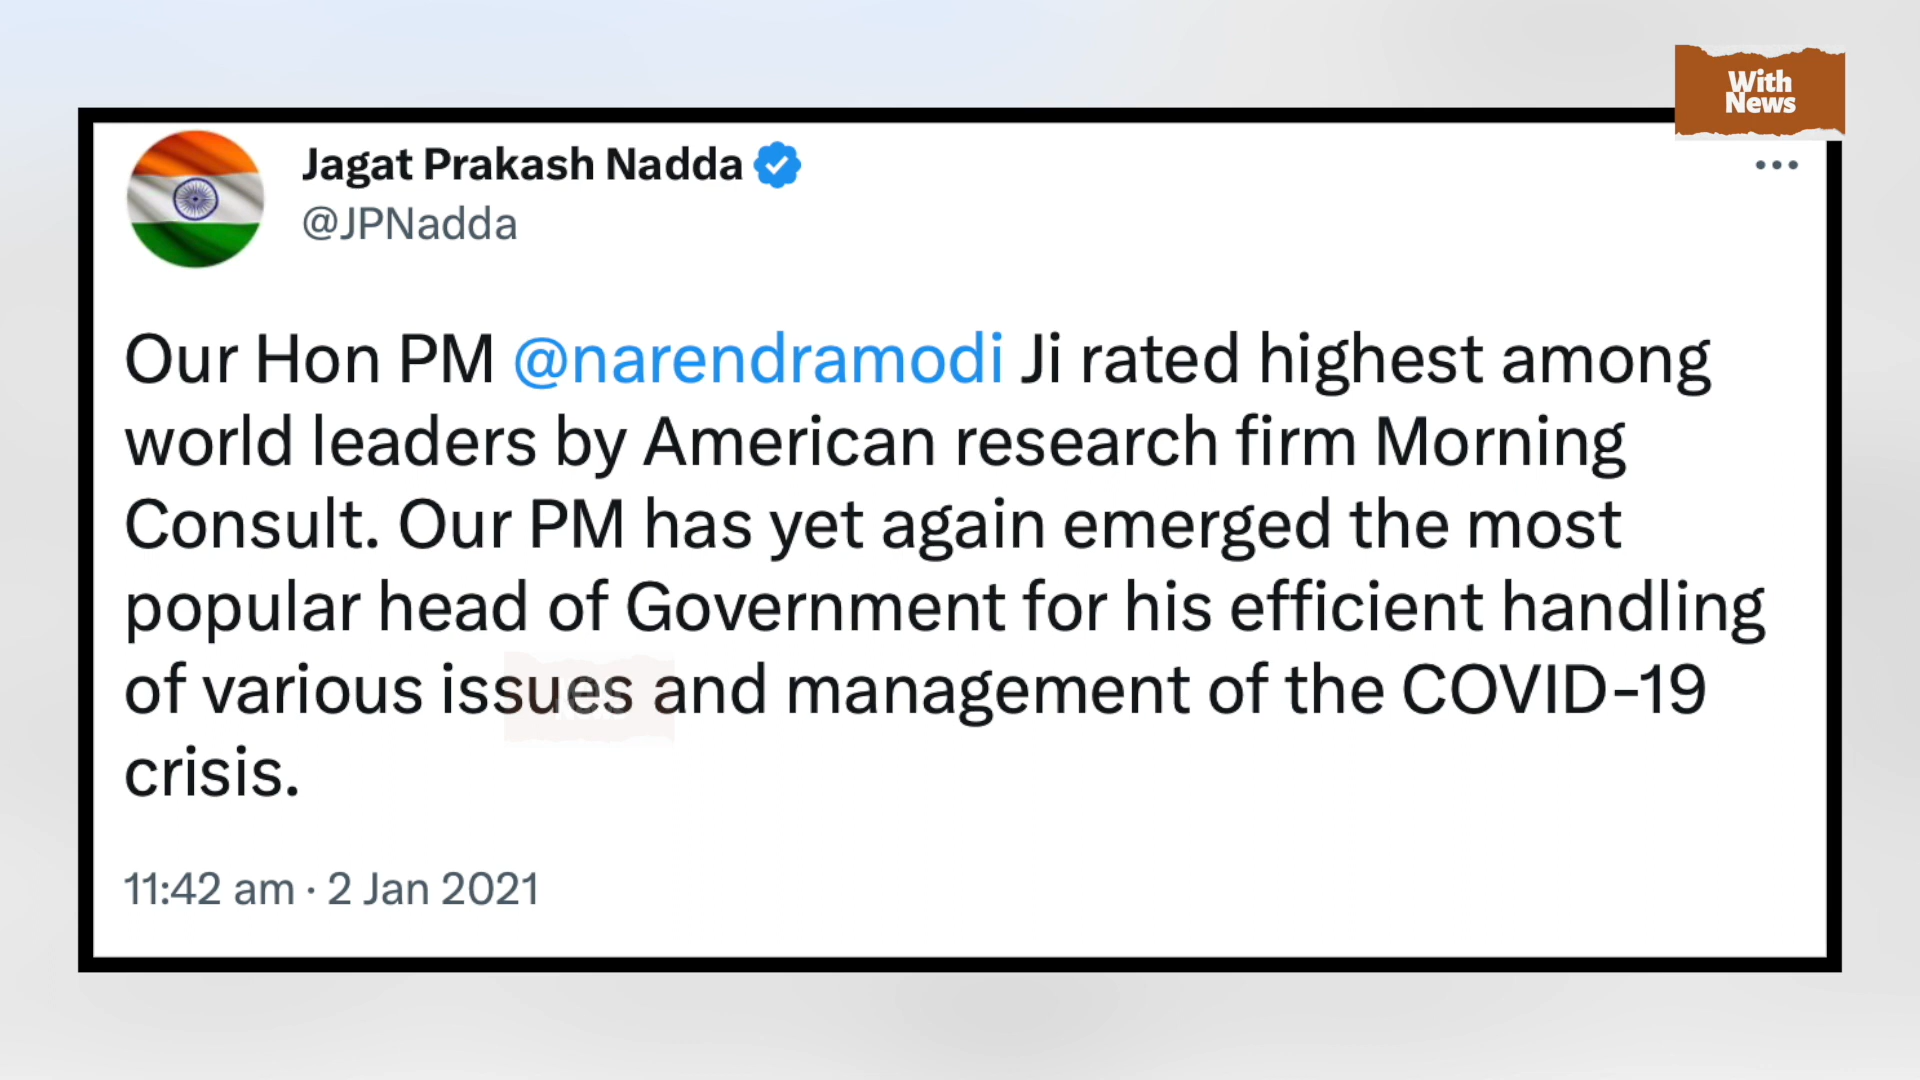 With
News
Jagat Prakash Nadda
@JPNadda
Our Hon PM @narendramodi Ji rated highest among
world leaders by American research firm Morning
Consult. Our PM has yet again emerged the most
popular head of Government for his efficient handling
of various issues and management of the COVID-19
crisis.
11:42 am · 2 Jan 2021